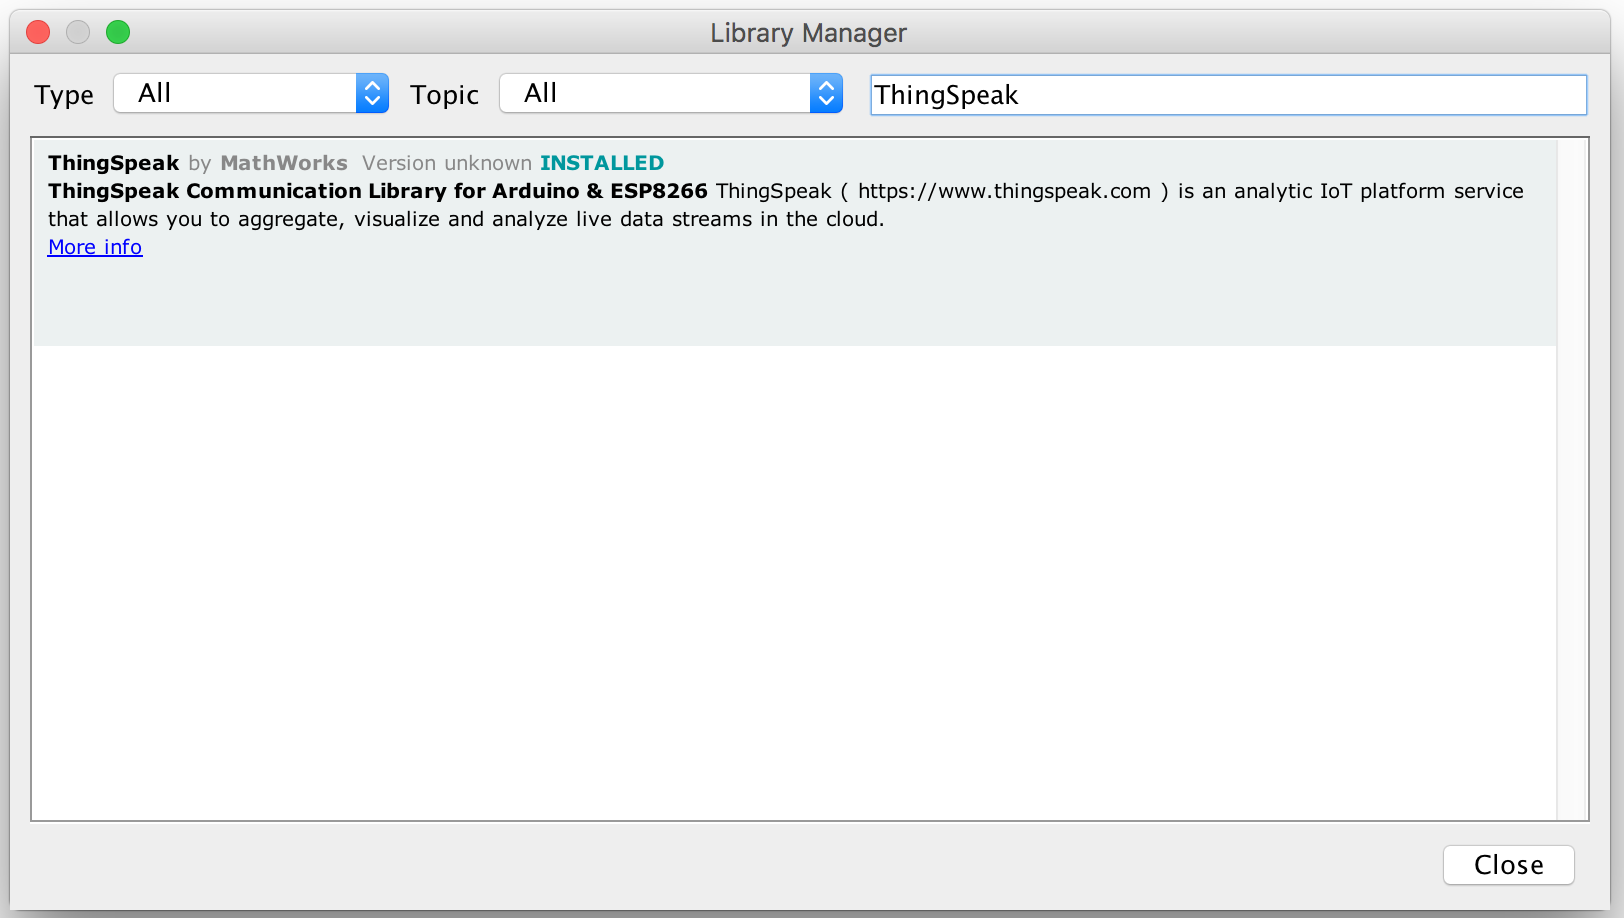 Library Manager
Type All Topic All ThingSpeak
ThingSpeak by MathWorks Version unknown INSTALLED
ThingSpeak Communication Library for Arduino & ESP8266 ThingSpeak ( https://www.thingspeak.com ) is an analytic IoT platform service
that allows you to aggregate, visualize and analyze live data streams in the cloud.
More info
Close